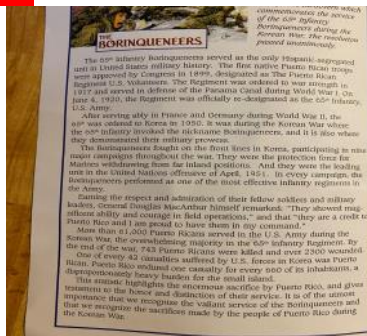 which
commemorates the service
of the 65th Infantry
Borinqueneers during the
Korean War. The resolution
passed unanimously.
THE
BORINQUENEERS
The 65th Infantry Borinqueneers served as the only Hispanic-segregated
unit in United States military history. The first native Puerto Rican troops
were approved by Congress in 1899, designated as The Puerto Rican
Regiment U.S. Volunteers. The Regiment was ordered to war strength in
1917 and served in defense of the Panama Canal during World War I. On
June 4, 1920, the Regiment was officially re-designated as the 65th Infantry,
U.S. Army.
After serving ably in France and Germany during World War II, the
65th was ordered to Korea in 1950. It was during the Korean War where
the 65th Infantry invoked the nickname Borinqueneers, and it is also where
they demonstrated their military prowess.
The Borinqueneers fought on the front lines in Korea, participating in nine
major campaigns throughout the war. They were the protection force for
Marines withdrawing from far inland positions. And they were the leading
unit in the United Nations offensive of April, 1951. In every campaign, the
Borinqueneers performed as one of the most effective infantry regiments in
the Army.
Earning the respect and admiration of their fellow soldiers and military
leaders, General Douglas MacArthur himself remarked: "They showed mag-
nificent ability and courage in field operations," and that "they are a credit to
Puerto Rico and I am proud to have them in my command."
More than 61,000 Puerto Ricans served in the U.S. Army during the
Korean War, the overwhelming majority in the 65th Infantry Regiment. By
the end of the war, 743 Puerto Ricans were killed and over 2300 wounded.
One of every 42 casualties suffered by U.S. forces in Korea was Puerto
Rican. Puerto Rico endured one casualty for every 660 of its inhabitants, a
disproportionately heavy burden for the small island.
This statistic highlights the enormous sacrifice by Puerto Rico, and gives
testament to the honor and distinction of their service. It is of the utmost
importance that we recognize the valiant service of the Borinqueneers and
that we recognize the sacrifices made by the people of Puerto Rico during
the Korean War.